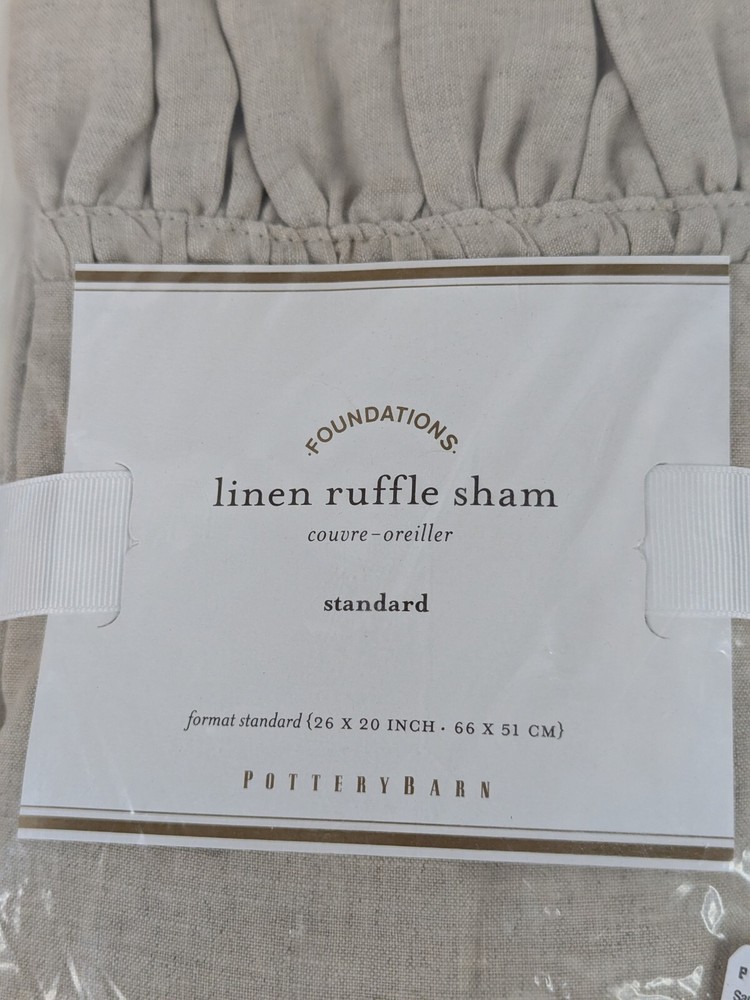 ·FOUNDATIONS·
linen ruffle sham
couvre-oreiller
standard
format standard {26 X 20 INCH · 66 X 51 CM}
POTTERYBARN
P